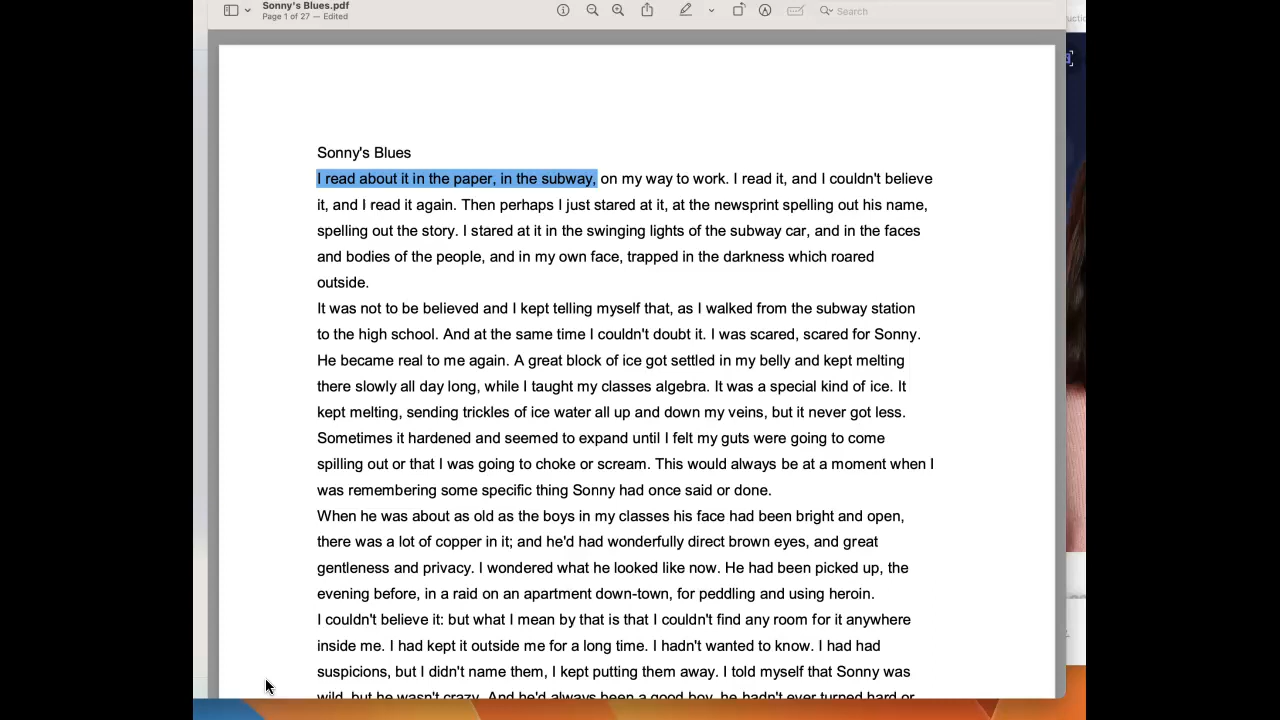 Sonny's Blues.pdf
Page 1 of 27 — Edited
Search
Sonny's Blues
I read about it in the paper, in the subway, on my way to work. I read it, and I couldn't believe
it, and I read it again. Then perhaps I just stared at it, at the newsprint spelling out his name,
spelling out the story. I stared at it in the swinging lights of the subway car, and in the faces
and bodies of the people, and in my own face, trapped in the darkness which roared
outside.
It was not to be believed and I kept telling myself that, as I walked from the subway station
to the high school. And at the same time I couldn't doubt it. I was scared, scared for Sonny.
He became real to me again. A great block of ice got settled in my belly and kept melting
there slowly all day long, while I taught my classes algebra. It was a special kind of ice. It
kept melting, sending trickles of ice water all up and down my veins, but it never got less.
Sometimes it hardened and seemed to expand until I felt my guts were going to come
spilling out or that I was going to choke or scream. This would always be at a moment when I
was remembering some specific thing Sonny had once said or done.
When he was about as old as the boys in my classes his face had been bright and open,
there was a lot of copper in it; and he'd had wonderfully direct brown eyes, and great
gentleness and privacy. I wondered what he looked like now. He had been picked up, the
evening before, in a raid on an apartment down-town, for peddling and using heroin.
I couldn't believe it: but what I mean by that is that I couldn't find any room for it anywhere
inside me. I had kept it outside me for a long time. I hadn't wanted to know. I had had
suspicions, but I didn't name them, I kept putting them away. I told myself that Sonny was
wild, but he wasn't crazy. And he'd always been a good boy, he hadn't ever turned hard or